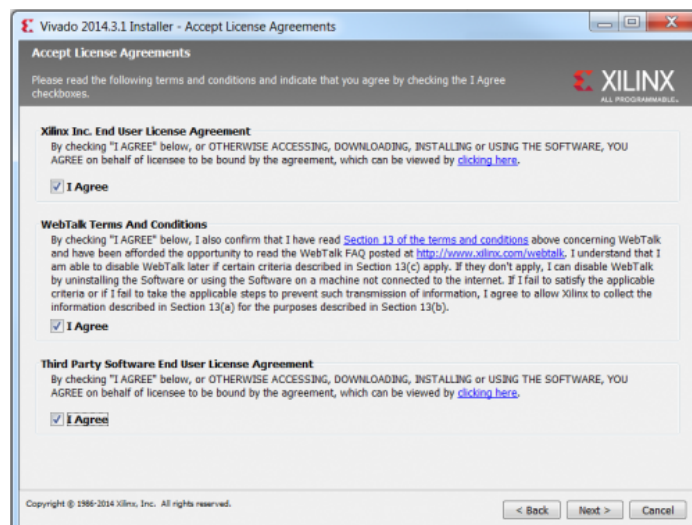 Vivado 2014.3.1 Installer - Accept License Agreements
Accept License Agreements
Please read the following terms and conditions and indicate that you agree by checking the I Agree
checkboxes.
XILINX
ALL PROGRAMMABLE.
Xilinx Inc. End User License Agreement
By checking "I AGREE" below, or OTHERWISE ACCESSING, DOWNLOADING, INSTALLING or USING THE SOFTWARE, YOU
AGREE on behalf of licensee to be bound by the agreement, which can be viewed by clicking here.
I Agree
WebTalk Terms And Conditions
By checking "I AGREE" below, I also confirm that I have read Section 13 of the terms and conditions above concerning WebTalk
and have been afforded the opportunity to read the WebTalk FAQ posted at http://www.xilinx.com/webtalk. I understand that I
am able to disable WebTalk later if certain criteria described in Section 13(c) apply. If they don't apply, I can disable WebTalk
by uninstalling the Software or using the Software on a machine not connected to the internet. If I fail to satisfy the applicable
criteria or if I fail to take the applicable steps to prevent such transmission of information, I agree to allow Xilinx to collect the
information described in Section 13(a) for the purposes described in Section 13(b).
I Agree
Third Party Software End User License Agreement
By checking "I AGREE" below, or OTHERWISE ACCESSING, DOWNLOADING, INSTALLING or USING THE SOFTWARE, YOU
AGREE on behalf of licensee to be bound by the agreement, which can be viewed by clicking here.
I Agree
Copyright © 1986-2014 Xilinx, Inc. All rights reserved.
< Back Next > Cancel